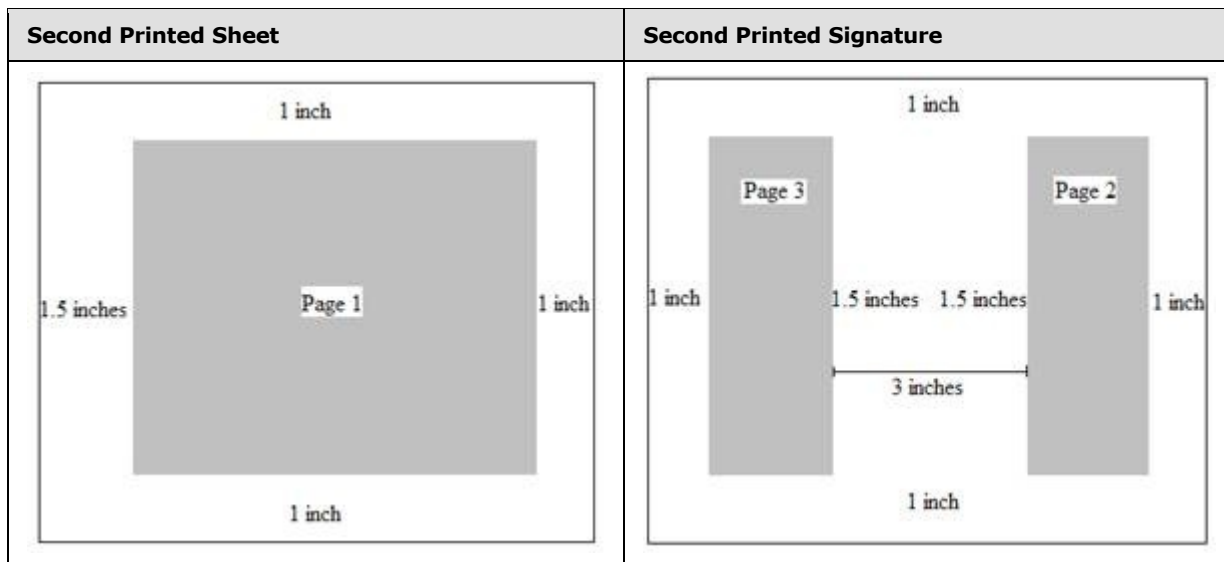 Second Printed Sheet
Second Printed Signature
1 inch
1.5 inches
Page 1
1 inch
1 inch
1 inch
Page 3
Page 2
1 inch
1.5 inches
1.5 inches
1 inch
3 inches
1 inch